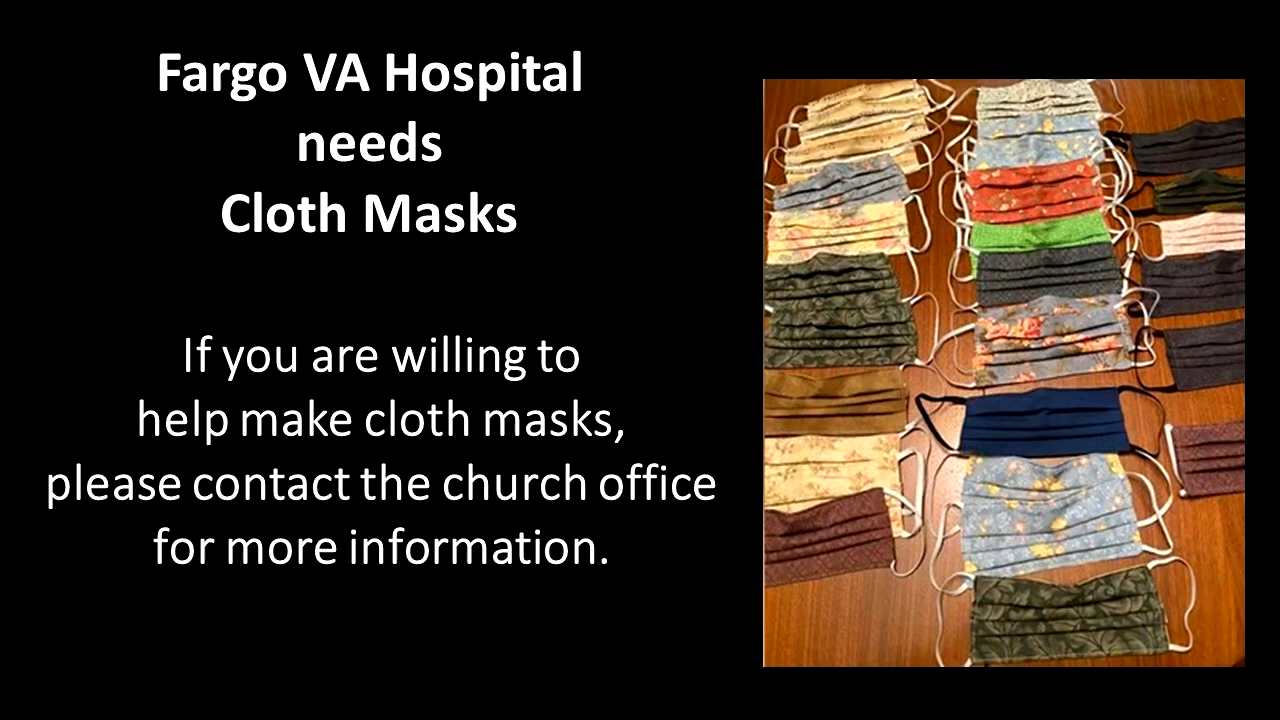 Fargo VA Hospital
needs
Cloth Masks
If you are willing to
help make cloth masks,
please contact the church office
for more information.